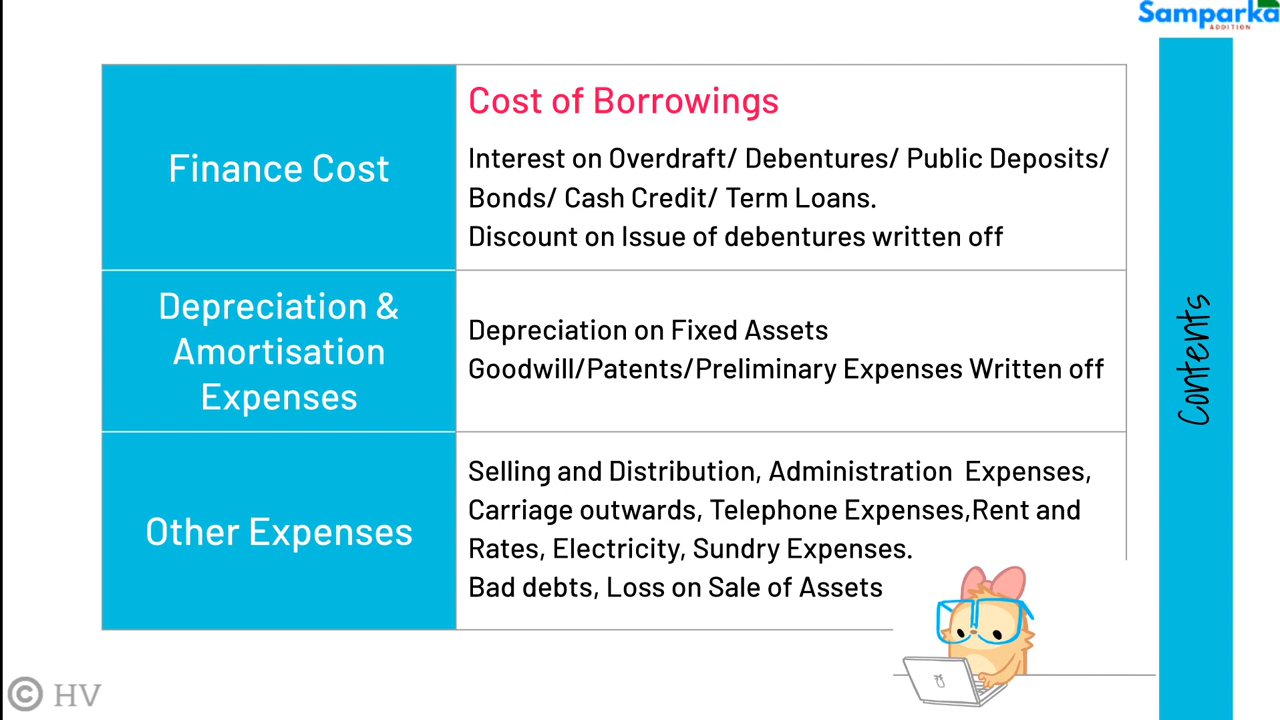 Samparka
ADDITION
Finance Cost
Cost of Borrowings
Interest on Overdraft/ Debentures/ Public Deposits/
Bonds/ Cash Credit/ Term Loans.
Discount on Issue of debentures written off
Depreciation &
Amortisation
Expenses
Depreciation on Fixed Assets
Goodwill/Patents/Preliminary Expenses Written off
Other Expenses
Selling and Distribution, Administration  Expenses,
Carriage outwards, Telephone Expenses,Rent and
Rates, Electricity, Sundry Expenses.
Bad debts, Loss on Sale of Assets
Contents
© HV